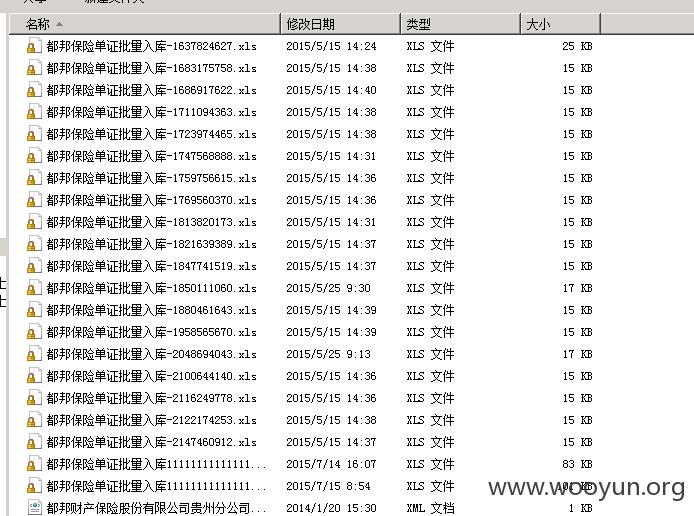 名称 修改日期 类型 大小
都邦保险单证批量入库-1637824627.xls 2015/5/15 14:24 XLS 文件 25 KB
都邦保险单证批量入库-1683175758.xls 2015/5/15 14:38 XLS 文件 15 KB
都邦保险单证批量入库-1686917622.xls 2015/5/15 14:40 XLS 文件 15 KB
都邦保险单证批量入库-1711094363.xls 2015/5/15 14:38 XLS 文件 15 KB
都邦保险单证批量入库-1723974465.xls 2015/5/15 14:38 XLS 文件 15 KB
都邦保险单证批量入库-1747568888.xls 2015/5/15 14:31 XLS 文件 15 KB
都邦保险单证批量入库-1759756615.xls 2015/5/15 14:36 XLS 文件 15 KB
都邦保险单证批量入库-1769560370.xls 2015/5/15 14:36 XLS 文件 15 KB
都邦保险单证批量入库-1813820173.xls 2015/5/15 14:31 XLS 文件 15 KB
都邦保险单证批量入库-1821639389.xls 2015/5/15 14:37 XLS 文件 15 KB
都邦保险单证批量入库-1847741519.xls 2015/5/15 14:37 XLS 文件 15 KB
都邦保险单证批量入库-1850111060.xls 2015/5/25 9:30 XLS 文件 17 KB
都邦保险单证批量入库-1880461643.xls 2015/5/15 14:39 XLS 文件 15 KB
都邦保险单证批量入库-1958565670.xls 2015/5/15 14:39 XLS 文件 15 KB
都邦保险单证批量入库-2048694043.xls 2015/5/25 9:13 XLS 文件 17 KB
都邦保险单证批量入库-2100644140.xls 2015/5/15 14:36 XLS 文件 15 KB
都邦保险单证批量入库-2116249778.xls 2015/5/15 14:36 XLS 文件 15 KB
都邦保险单证批量入库-2122174253.xls 2015/5/15 14:38 XLS 文件 15 KB
都邦保险单证批量入库-2147460912.xls 2015/5/15 14:37 XLS 文件 15 KB
都邦保险单证批量入库11111111111111... 2015/7/14 16:07 XLS 文件 83 KB
都邦保险单证批量入库11111111111111... 2015/7/15 8:54 XLS 文件 KB
www.wooyun.org
都邦财产保险股份有限公司贵州分公司... 2014/1/20 15:30 XML 文档 1 KB